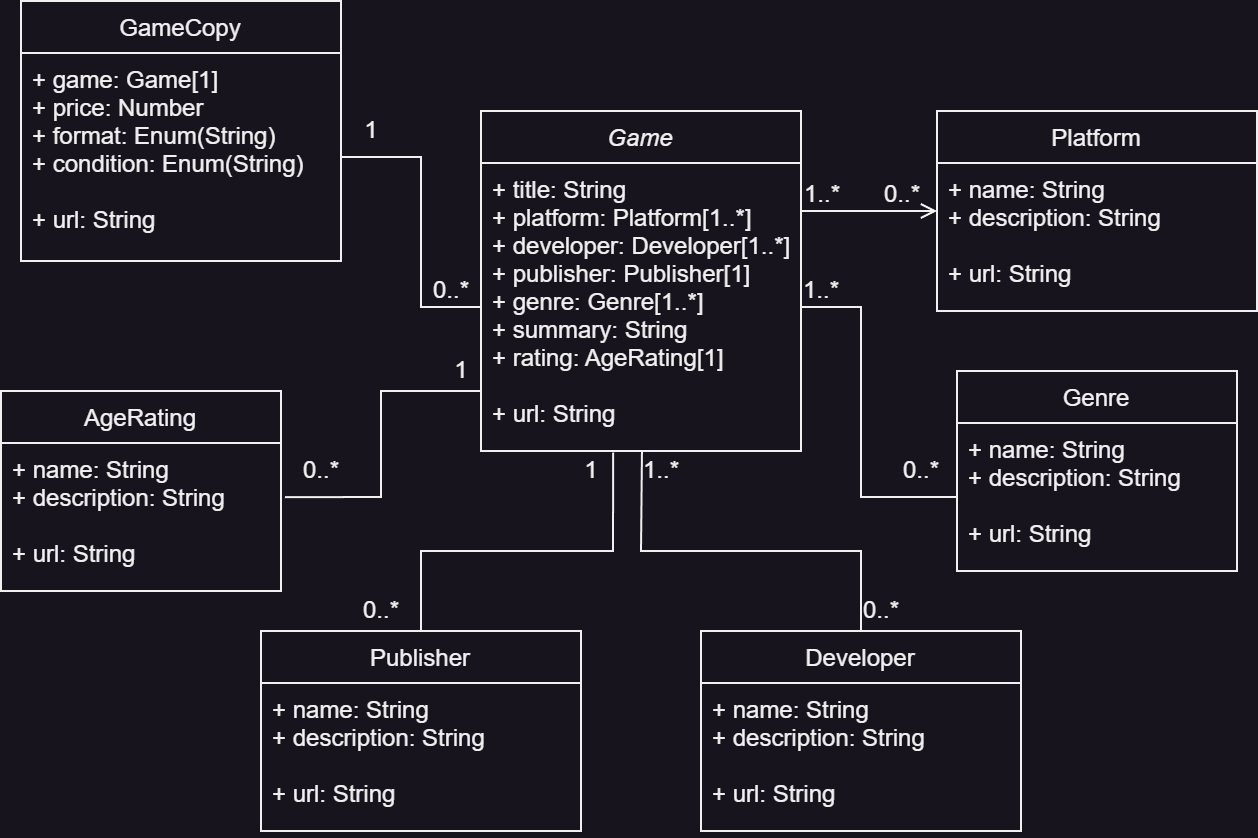 GameCopy
+ game: Game[1]
+ price: Number
+ format: Enum(String)
+ condition: Enum(String)
+ url: String
1
0..*
Game
+ title: String
+ platform: Platform[1..*]
+ developer: Developer[1..*]
+ publisher: Publisher[1]
+ genre: Genre[1..*]
+ summary: String
+ rating: AgeRating[1]
+ url: String
1..*
0..*
Platform
+ name: String
+ description: String
+ url: String
1..*
0..*
Genre
+ name: String
+ description: String
+ url: String
1
0..*
AgeRating
+ name: String
+ description: String
+ url: String
1
0..*
Publisher
+ name: String
+ description: String
+ url: String
1..*
0..*
Developer
+ name: String
+ description: String
+ url: String